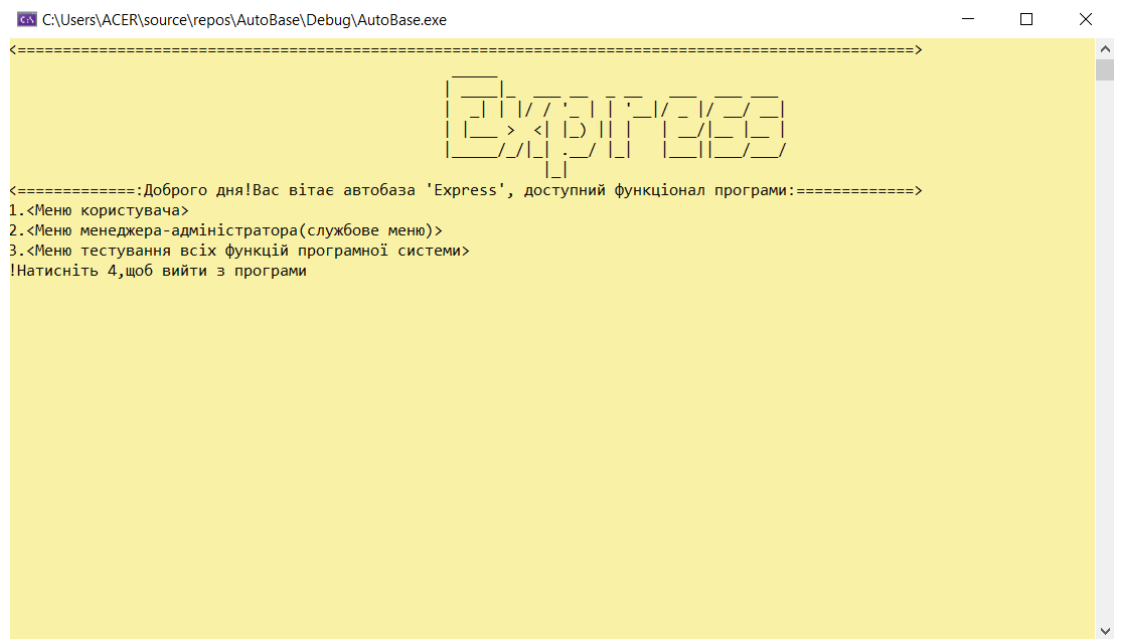 C:\Users\ACER\source\repos\AutoBase\Debug\AutoBase.exe
Express
<=============:Доброго дня!Вас вітає автобаза 'Express', доступний функціонал програми:=============>
1.<Меню користувача>
2.<Меню менеджера-адміністратора(службове меню)>
3.<Меню тестування всіх функцій програмної системи>
!Натисніть 4,щоб вийти з програми